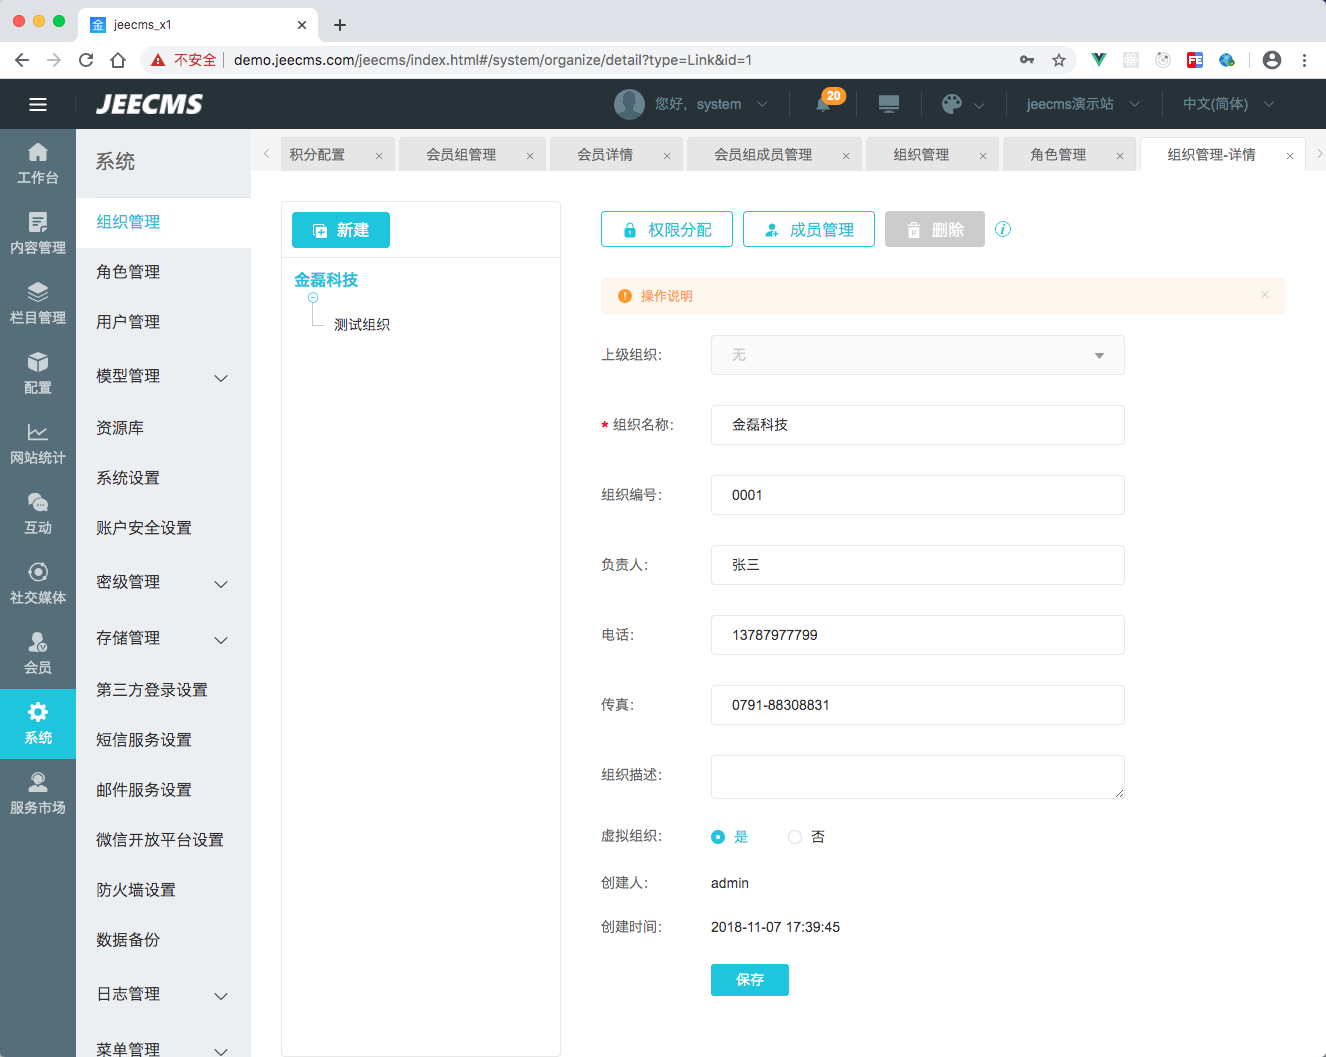 金 jeecms_x1
不安全 demo.jeecms.com/jeecms/index.html#/system/organize/detail?type=Link&id=1
FE
JEECMS
您好，system
20
jeecms演示站
中文(简体)
工作台
内容管理
栏目管理
配置
网站统计
互动
社交媒体
会员
系统
服务市场
系统
组织管理
角色管理
用户管理
模型管理
资源库
系统设置
账户安全设置
密级管理
存储管理
第三方登录设置
短信服务设置
邮件服务设置
微信开放平台设置
防火墙设置
数据备份
日志管理
菜单管理
积分配置
会员组管理
会员详情
会员组成员管理
组织管理
角色管理
组织管理-详情
新建
金磊科技
测试组织
权限分配
成员管理
删除
操作说明
上级组织： 无
* 组织名称： 金磊科技
组织编号： 0001
负责人： 张三
电话： 13787977799
传真： 0791-88308831
组织描述：
虚拟组织： 是 否
创建人： admin
创建时间： 2018-11-07 17:39:45
保存